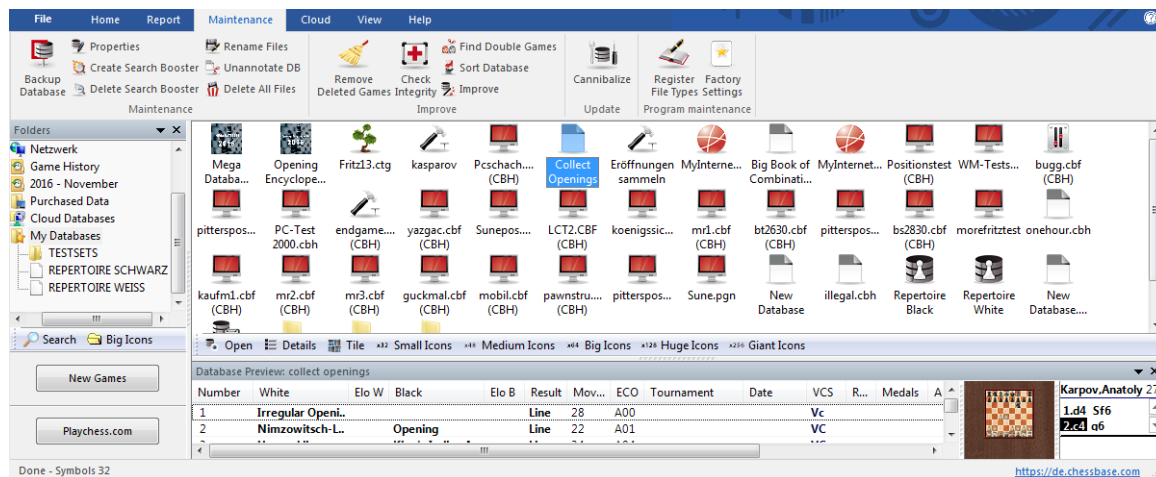 File Home Report Maintenance Cloud View Help
Backup Database
Properties
Create Search Booster
Delete Search Booster
Rename Files
Unannotate DB
Delete All Files
Maintenance
Remove Deleted Games
Check Integrity
Find Double Games
Sort Database
Improve
Improve
Cannibalize
Update
Register File Types
Factory Settings
Program maintenance
Folders
Netzwerk
Game History
2016 - November
Purchased Data
Cloud Databases
My Databases
TESTSETS
REPERTOIRE SCHWARZ
REPERTOIRE WEISS
Search Big Icons
New Games
Playchess.com
Mega Databa...
Opening Encyclope...
Fritz13.ctg
kasparov
Pcschach.... (CBH)
Collect Openings
Eröffnungen sammeln
MyInterne...
Big Book of Combinati...
MyInternet...
Positionstest (CBH)
WM-Tests...
bugg.cbf (CBH)
pitterspos...
PC-Test 2000.cbh
endgame.... (CBH)
yazgac.cbf (CBH)
Sunepos....
LCT2.CBF (CBH)
koenigssic...
mr1.cbf (CBH)
bt2630.cbf (CBH)
pitterspos...
bs2830.cbf (CBH)
morefritztest
onehour.cbh
kaufm1.cbf (CBH)
mr2.cbf (CBH)
mr3.cbf (CBH)
guckmal.cbf (CBH)
mobil.cbf (CBH)
pawnstru.... (CBH)
pitterspos...
Sune.pgn
New Database
illegal.cbh
Repertoire Black
Repertoire White
New Database....
Open Details Tile x32 Small Icons x48 Medium Icons x64 Big Icons x128 Huge Icons x256 Giant Icons
Database Preview: collect openings
Number White Elo W Black Elo B Result Mov... ECO Tournament Date VCS R... Medals A
1 Irregular Openi.. Line 28 A00 Vc
2 Nimzowitsch-L.. Opening Line 22 A01 VC
Karpov,Anatoly 27
1.d4 Sf6
2.c4 g6
Done - Symbols 32
https://de.chessbase.com